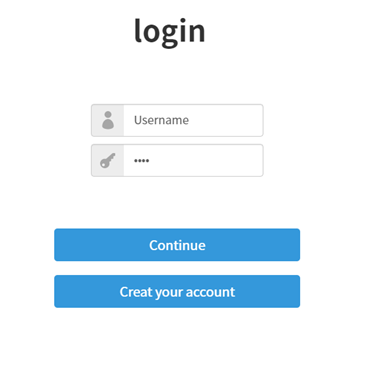 login
Username
••••
Continue
Creat your account